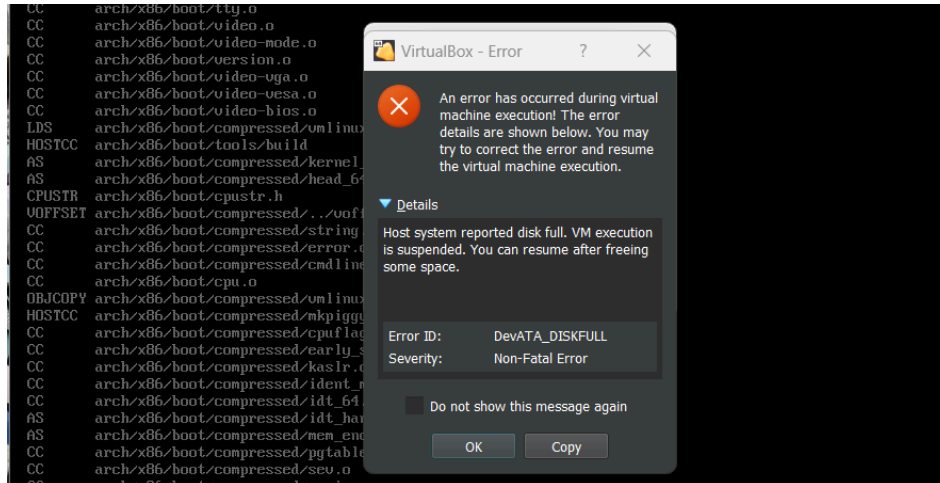 CC arch/x86/boot/tty.o
CC arch/x86/boot/video.o
CC arch/x86/boot/video-mode.o
CC arch/x86/boot/version.o
CC arch/x86/boot/video-vga.o
CC arch/x86/boot/video-vesa.o
CC arch/x86/boot/video-bios.o
LDS arch/x86/boot/compressed/vmlinux
HOSTCC arch/x86/boot/tools/build
AS arch/x86/boot/compressed/kernel_
AS arch/x86/boot/compressed/head_64
CPUSTR arch/x86/boot/cpustr.h
VOFFSET arch/x86/boot/compressed/../voff
CC arch/x86/boot/compressed/string
CC arch/x86/boot/compressed/error.o
CC arch/x86/boot/compressed/cmdline
CC arch/x86/boot/cpu.o
OBJCOPY arch/x86/boot/compressed/vmlinux
HOSTCC arch/x86/boot/compressed/mkpiggy
CC arch/x86/boot/compressed/cpuflag
CC arch/x86/boot/compressed/early_s
CC arch/x86/boot/compressed/kaslr.o
CC arch/x86/boot/compressed/ident_m
CC arch/x86/boot/compressed/idt_64
AS arch/x86/boot/compressed/idt_han
AS arch/x86/boot/compressed/mem_enc
CC arch/x86/boot/compressed/pgtable
CC arch/x86/boot/compressed/sev.o
VirtualBox - Error
An error has occurred during virtual
machine execution! The error
details are shown below. You may
try to correct the error and resume
the virtual machine execution.
Details
Host system reported disk full. VM execution
is suspended. You can resume after freeing
some space.
Error ID: DevATA_DISKFULL
Severity: Non-Fatal Error
Do not show this message again
OK Copy